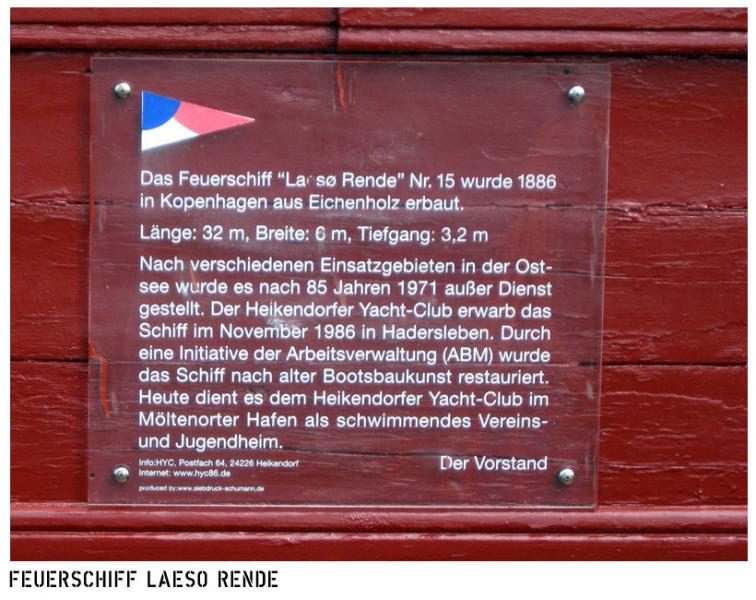 Das Feuerschiff "La sø Rende" Nr. 15 wurde 1886
in Kopenhagen aus Eichenholz erbaut.
Länge: 32 m, Breite: 6 m, Tiefgang: 3,2 m
Nach verschiedenen Einsatzgebieten in der Ost-
see wurde es nach 85 Jahren 1971 außer Dienst
gestellt. Der Heikendorfer Yacht-Club erwarb das
Schiff im November 1986 in Hadersleben. Durch
eine Initiative der Arbeitsverwaltung (ABM) wurde
das Schiff nach alter Bootsbaukunst restauriert.
Heute dient es dem Heikendorfer Yacht-Club im
Möltenorter Hafen als schwimmendes Vereins-
und Jugendheim.
Der Vorstand
Info:HYC, Postfach 64, 24226 Heikendorf
Internet: www.hyc86.de
produced by:www.siebdruck-schumann.de
FEUERSCHIFF LAESO RENDE